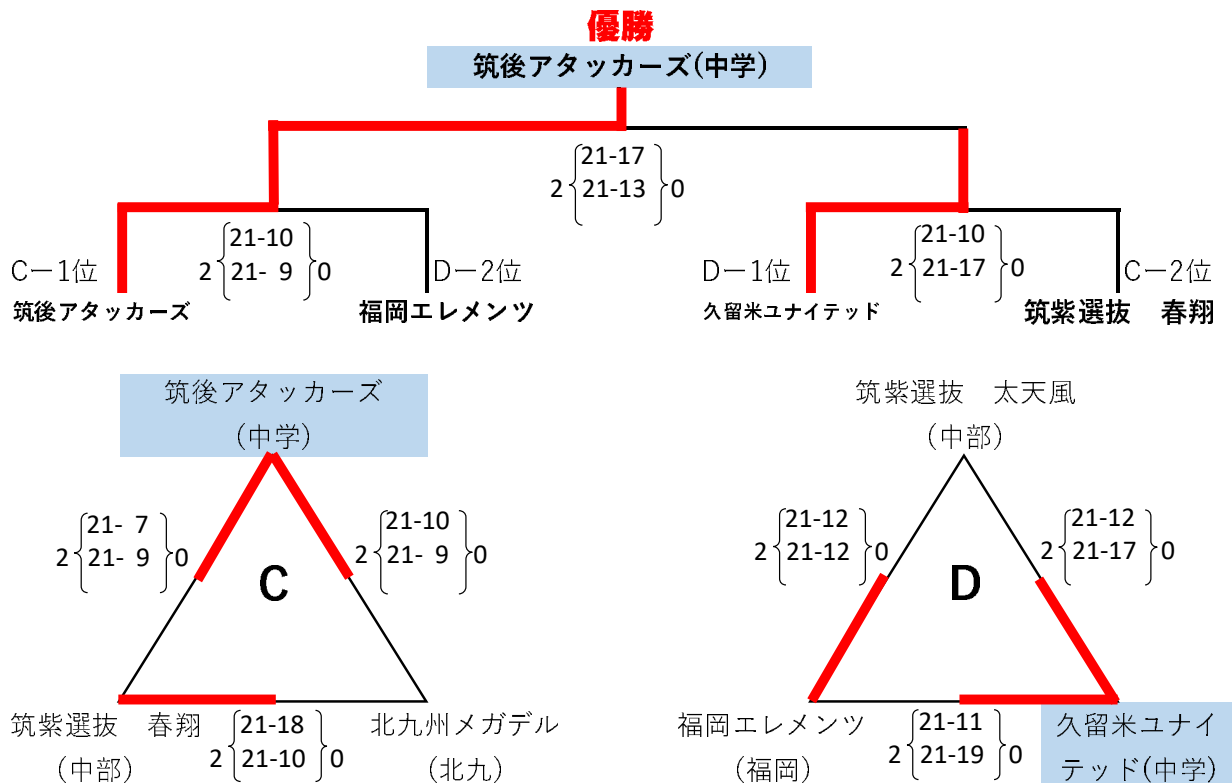 優勝
筑後アタッカーズ(中学)
21-17
2 21-13 0
21-10
2 21- 9 0
21-10
2 21-17 0
C－1位
D－2位
D－1位
C－2位
筑後アタッカーズ
福岡エレメンツ
久留米ユナイテッド
筑紫選抜　春翔
筑後アタッカーズ
(中学)
21- 7
2 21- 9 0
21-10
2 21- 9 0
C
筑紫選抜　春翔
(中部)
21-18
2 21-10 0
北九州メガデル
(北九)
筑紫選抜　太天風
(中部)
21-12
2 21-12 0
21-12
2 21-17 0
D
福岡エレメンツ
(福岡)
21-11
2 21-19 0
久留米ユナイ
テッド(中学)